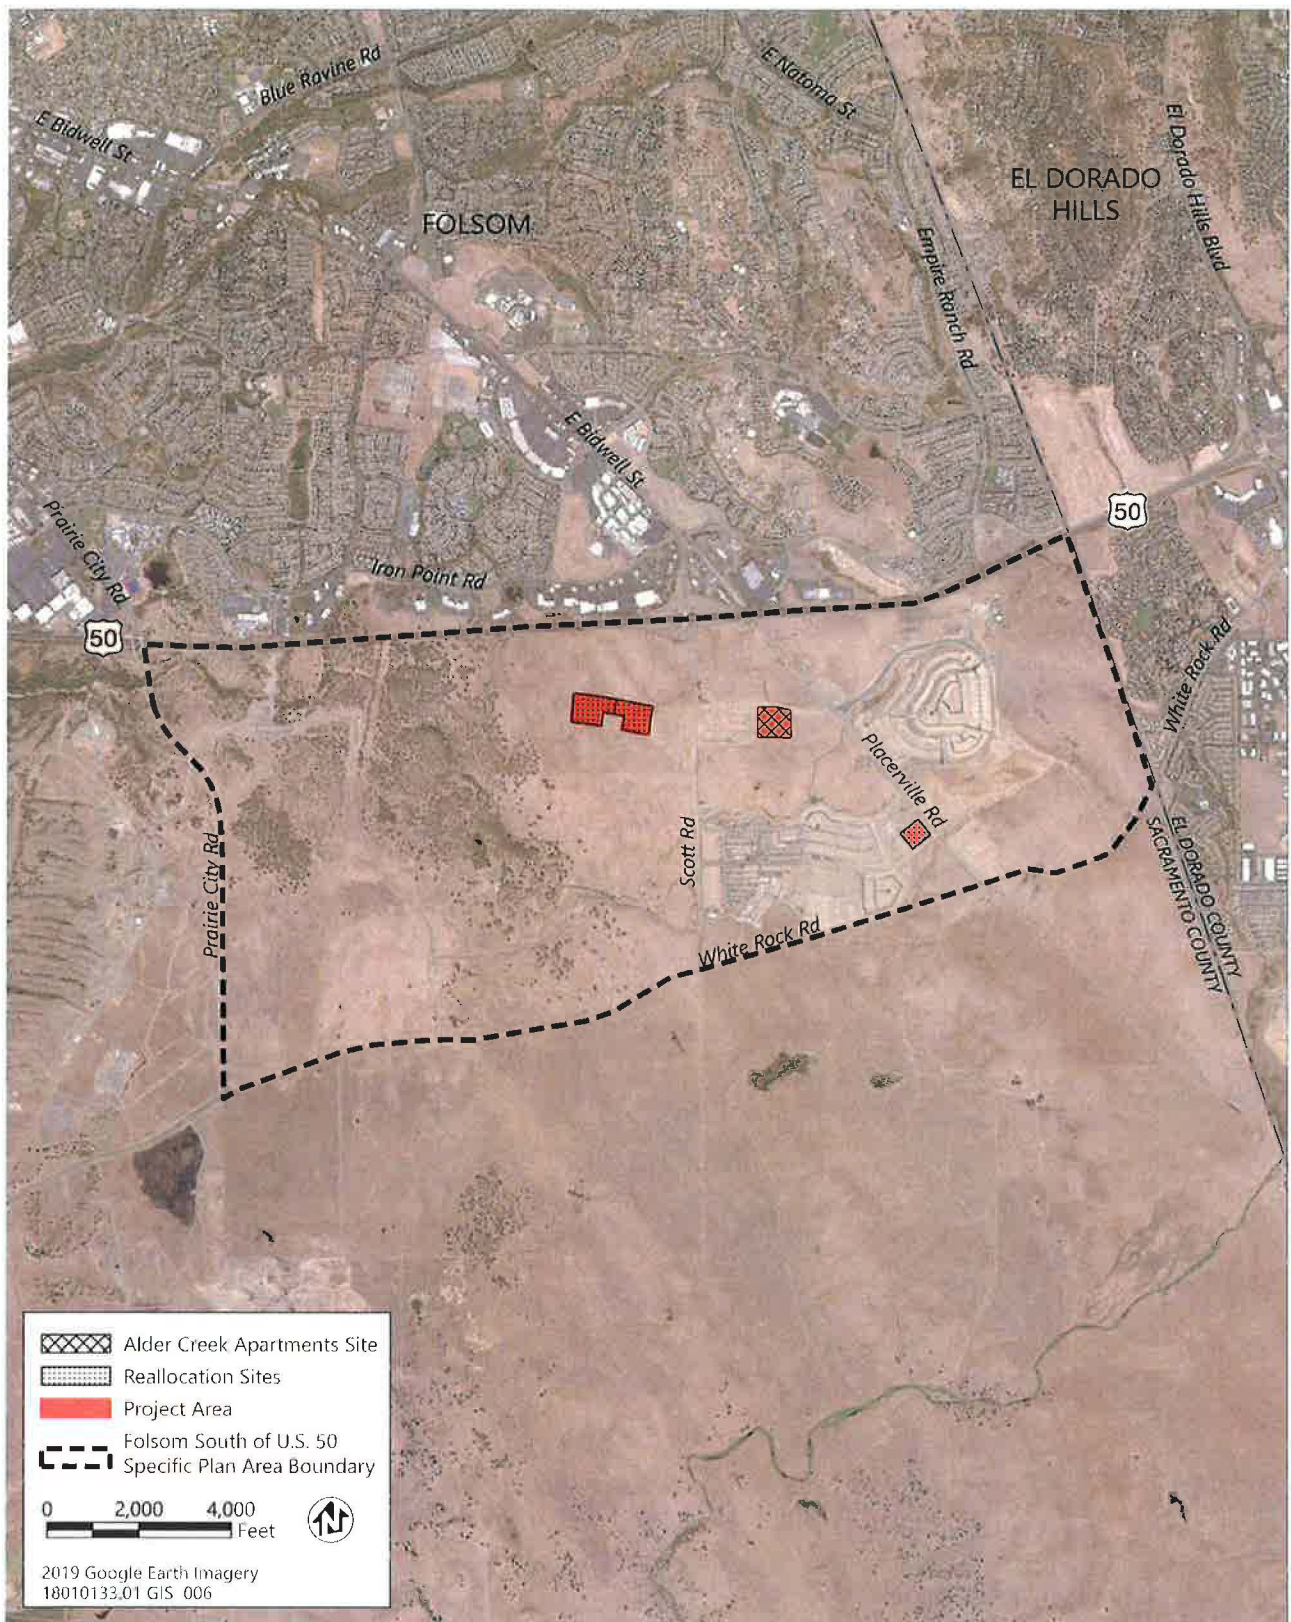 Blue Ravine Rd
E Natoma St
E Bidwell St
El Dorado Hills Blvd
EL DORADO
HILLS
FOLSOM
Empire Ranch Rd
E Bidwell St
Prairie City Rd
50
Iron Point Rd
50
White Rock Rd
Placerville Rd
Scott Rd
Prairie City Rd
EL DORADO COUNTY
SACRAMENTO COUNTY
White Rock Rd
Alder Creek Apartments Site
Reallocation Sites
Project Area
Folsom South of U.S. 50
Specific Plan Area Boundary
0 2,000 4,000
Feet
N
2019 Google Earth Imagery
18010133.01 GIS 006